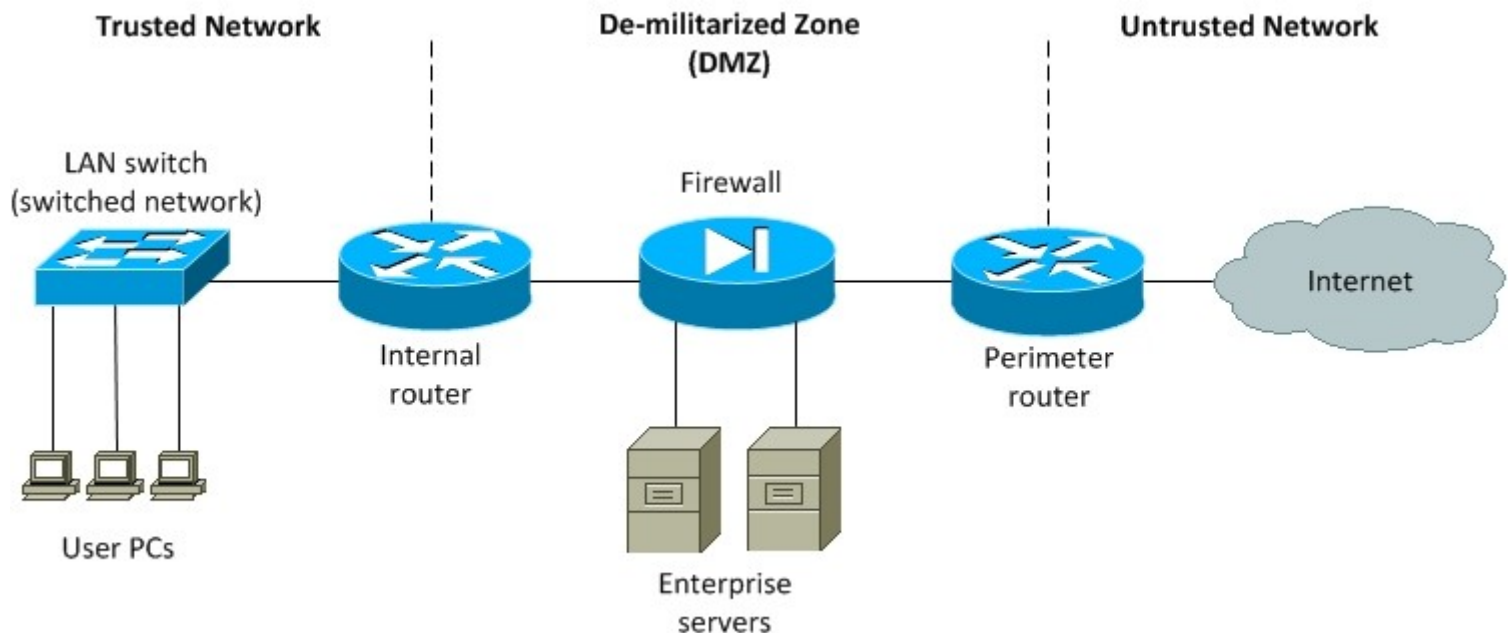 Trusted Network
De-militarized Zone
(DMZ)
Untrusted Network
LAN switch
(switched network)
Firewall
Internet
Internal
router
Perimeter
router
User PCs
Enterprise
servers